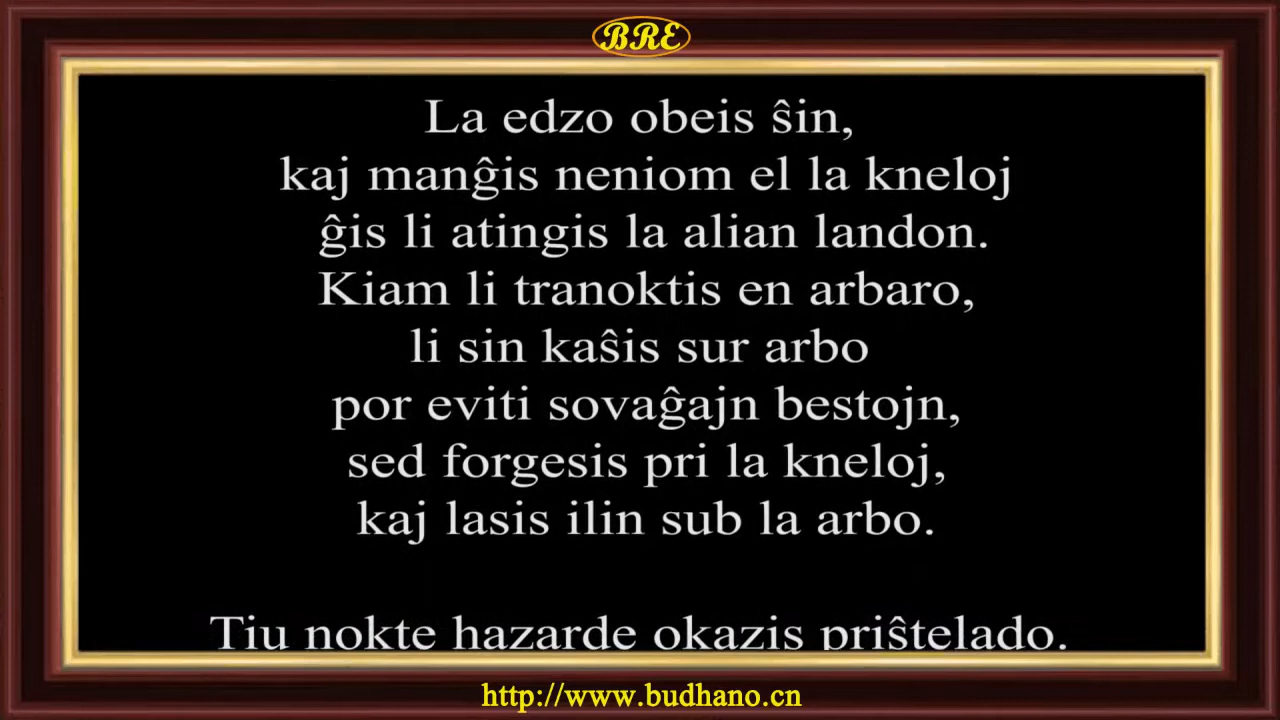 BRE
La edzo obeis ŝin,
kaj manĝis neniom el la kneloj
ĝis li atingis la alian landon.
Kiam li tranoktis en arbaro,
li sin kaŝis sur arbo
por eviti sovaĝajn bestojn,
sed forgesis pri la kneloj,
kaj lasis ilin sub la arbo.
Tiu nokte hazarde okazis priŝtelado.
http://www.budhano.cn